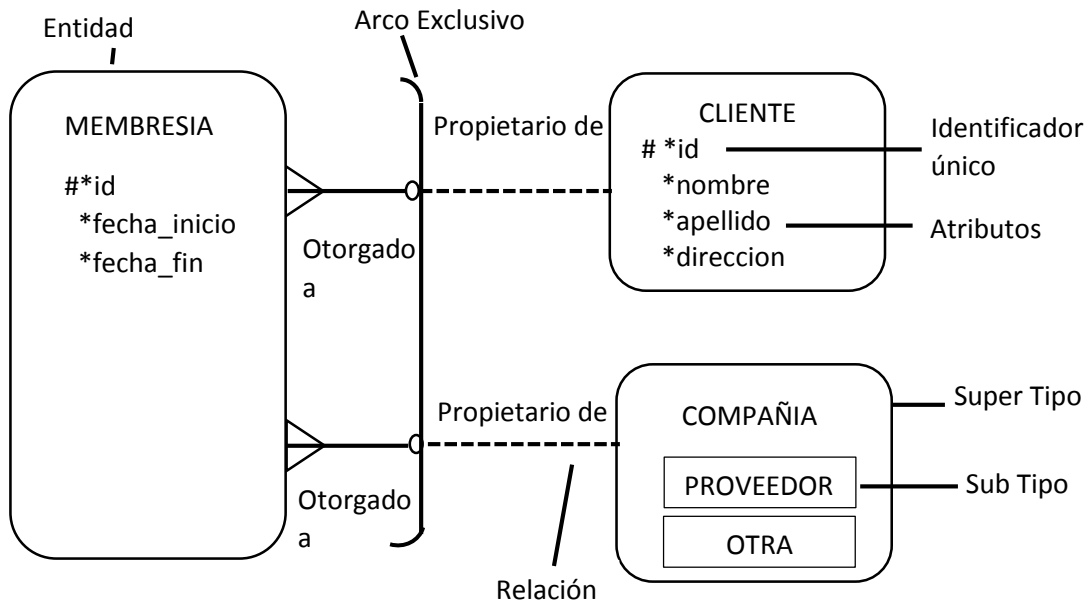 Entidad
Arco Exclusivo
MEMBRESIA
#*id
*fecha_inicio
*fecha_fin
Propietario de
Otorgado
a
CLIENTE
# *id
*nombre
*apellido
*direccion
Identificador
único
Atributos
Propietario de
Otorgado
a
COMPAÑIA
PROVEEDOR
OTRA
Super Tipo
Sub Tipo
Relación